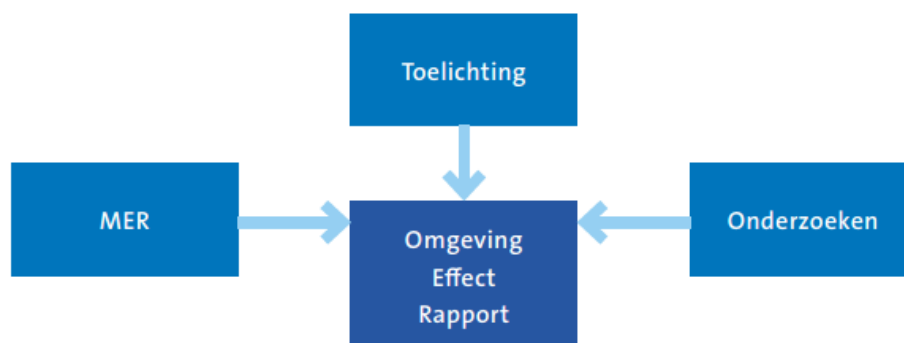 Toelichting
MER
Omgeving
Effect
Rapport
Onderzoeken